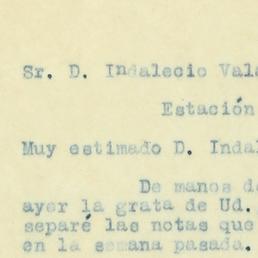 Sr. D. Indalecio Val
Estación
Muy estimado D. Inda
De manos d
ayer la grata de Ud.
separé las notas que
en la semana pasada.